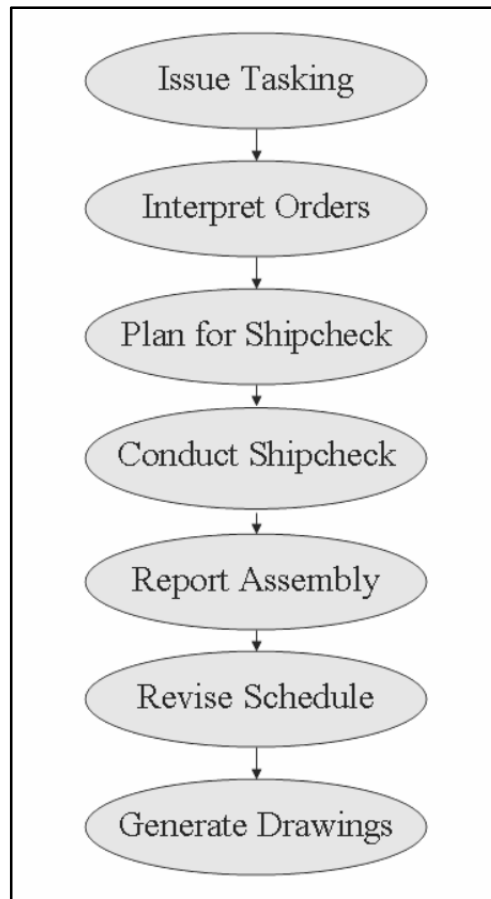 Issue Tasking
Interpret Orders
Plan for Shipcheck
Conduct Shipcheck
Report Assembly
Revise Schedule
Generate Drawings